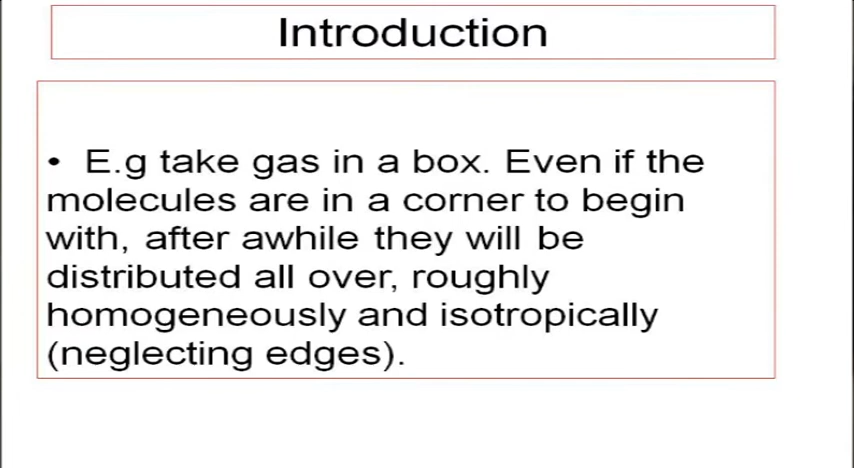 Introduction
• E.g take gas in a box. Even if the
molecules are in a corner to begin
with, after awhile they will be
distributed all over, roughly
homogeneously and isotropically
(neglecting edges).